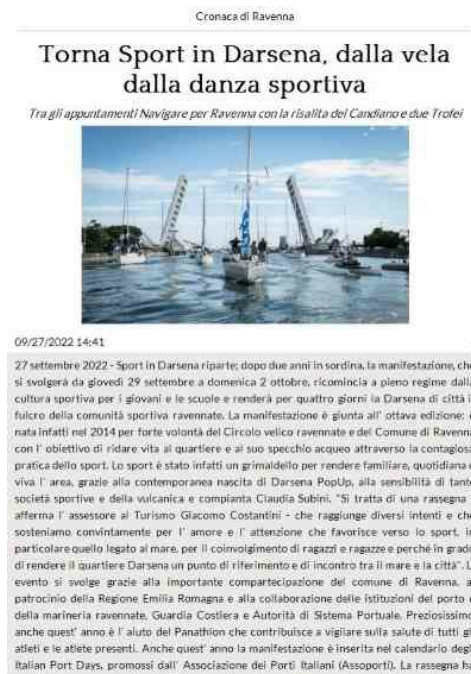 Cronaca di Ravenna
Torna Sport in Darsena, dalla vela
dalla danza sportiva
Tra gli appuntamenti Navigare per Ravenna con la risalita del Candiano e due Trofei
09/27/2022 14:41
27 settembre 2022 - Sport in Darsena riparte; dopo due anni in sordina, la manifestazione, che
si svolgerà da giovedì 29 settembre a domenica 2 ottobre, ricomincia a pieno regime dalla
cultura sportiva per i giovani e le scuole e renderà per quattro giorni la Darsena di città i
fulcro della comunità sportiva ravennate. La manifestazione è giunta all' ottava edizione: è
nata infatti nel 2014 per forte volontà del Circolo velico ravennate e del Comune di Ravenna
con l' obiettivo di ridare vita al quartiere e al suo specchio acqueo attraverso la contagiosa
pratica dello sport. Lo sport è stato infatti un grimaldello per rendere familiare, quotidiana e
viva l' area, grazie alla contemporanea nascita di Darsena PopUp, alla sensibilità di tante
società sportive e della vulcanica e compianta Claudia Subini. "Si tratta di una rassegna -
afferma l' assessore al Turismo Giacomo Costantini - che raggiunge diversi intenti e che
sosteniamo convintamente per l' amore e l' attenzione che favorisce verso lo sport, in
particolare quello legato al mare, per il coinvolgimento di ragazzi e ragazze e perché in grado
di rendere il quartiere Darsena un punto di riferimento e di incontro tra il mare e la città". L
evento si svolge grazie alla importante compartecipazione del comune di Ravenna, al
patrocinio della Regione Emilia Romagna e alla collaborazione delle istituzioni del porto e
della marineria ravennate, Guardia Costiera e Autorità di Sistema Portuale. Preziosissimo
anche quest' anno è l' aiuto del Panathlon che contribuisce a vigilare sulla salute di tutti gli
atleti e le atlete presenti. Anche quest' anno la manifestazione è inserita nel calendario degli
Italian Port Days, promossi dall' Associazione dei Porti Italiani (Assoporti). La rassegna ha